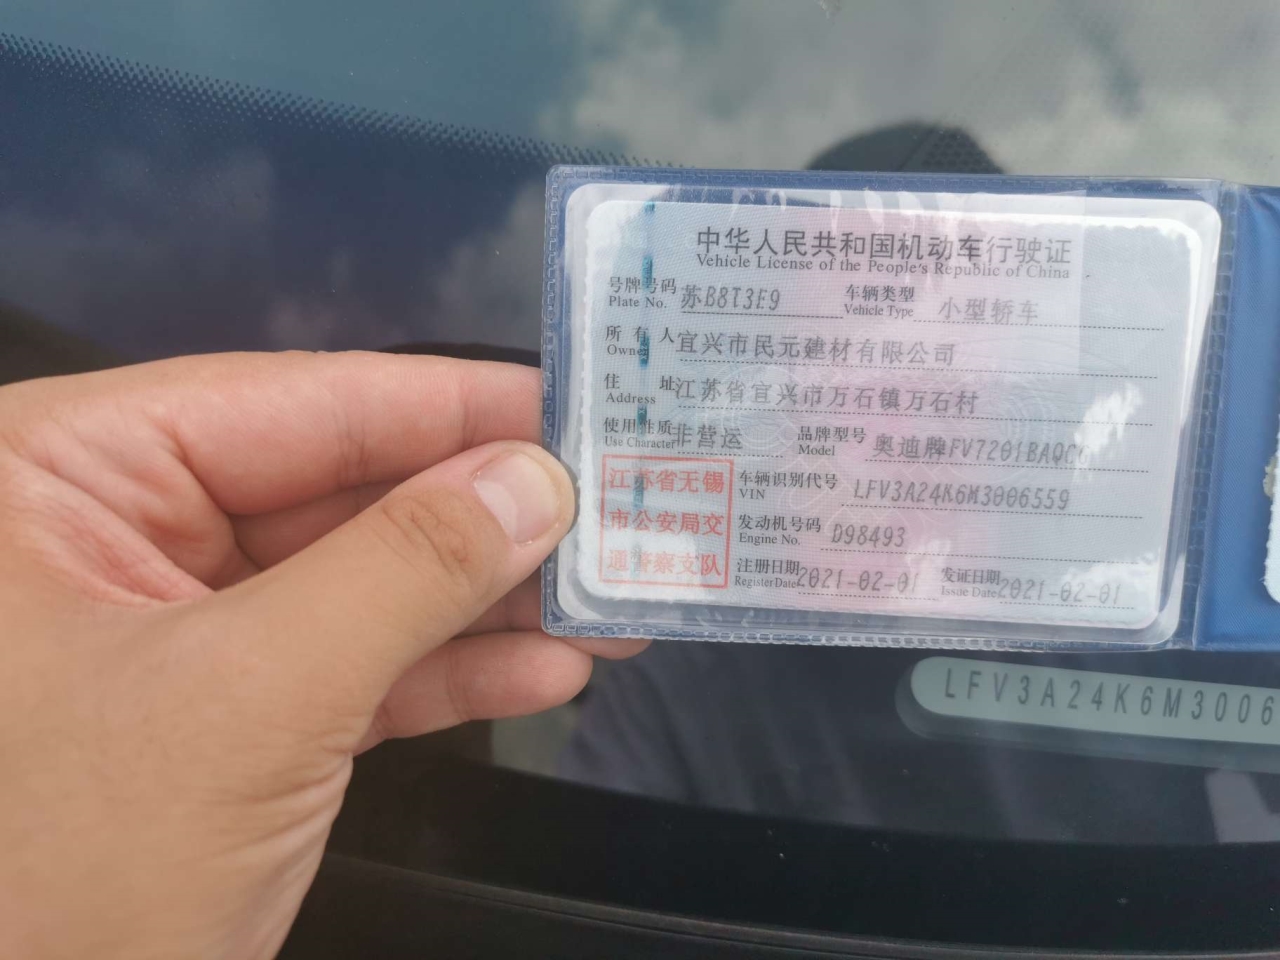 中华人民共和国机动车行驶证
Vehicle License of the People's Republic of China
号牌号码 苏B8T3E9 车辆类型 小型轿车
Plate No. Vehicle Type
所有人 宜兴市民元建材有限公司
Owner
住址 江苏省宜兴市万石镇万石村
Address
使用性质 非营运 品牌型号 奥迪牌FV7201BAQCG
Use Character Model
江苏省无锡
市公安局交
通警察支队
车辆识别代号 LFV3A24K6M3006559
VIN
发动机号码 D98493
Engine No.
注册日期 2021-02-01 发证日期 2021-02-01
Register Date Issue Date
LFV3A24K6M3006